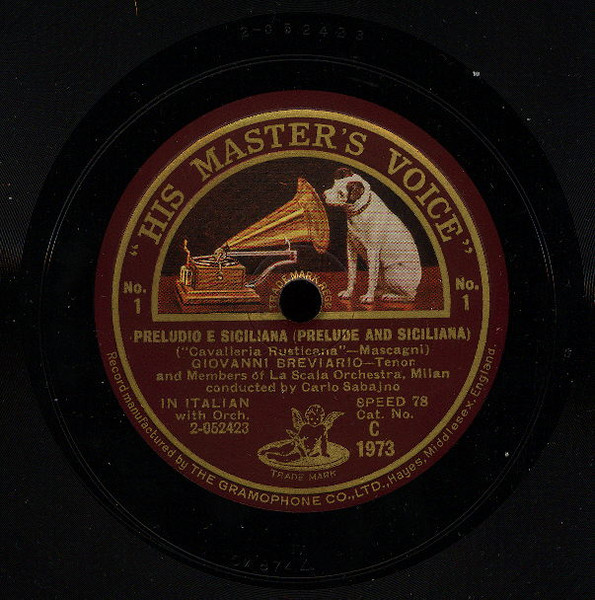 2-052423
"HIS MASTER'S VOICE"
TRADE MARK REGD
No. 1
No. 1
PRELUDIO E SICILIANA (PRELUDE AND SICILIANA)
("Cavalleria Rusticana"—Mascagni)
GIOVANNI BREVIARIO—Tenor
and Members of La Scala Orchestra, Milan
conducted by Carlo Sabajno
IN ITALIAN
with Orch.
2-052423
SPEED 78
Cat. No.
C
1973
TRADE MARK
Record manufactured by THE GRAMOPHONE CO., LTD., Hayes, Middlesex, England.